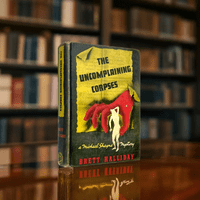 THE
UNCOMPLAINING
CORPSES
a Michael Shayne Mystery
BRETT HALLIDAY